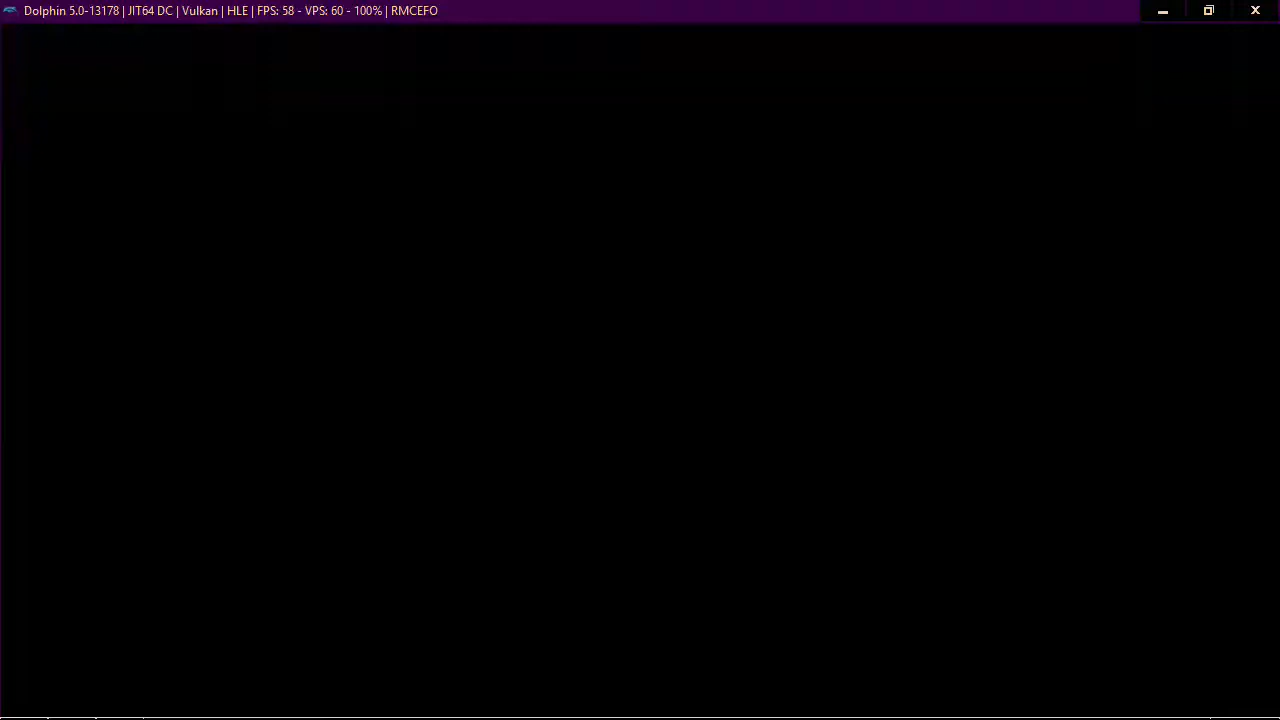 Dolphin 5.0-13178 | JIT64 DC | Vulkan | HLE | FPS: 58 - VPS: 60 - 100% | RMCEFO